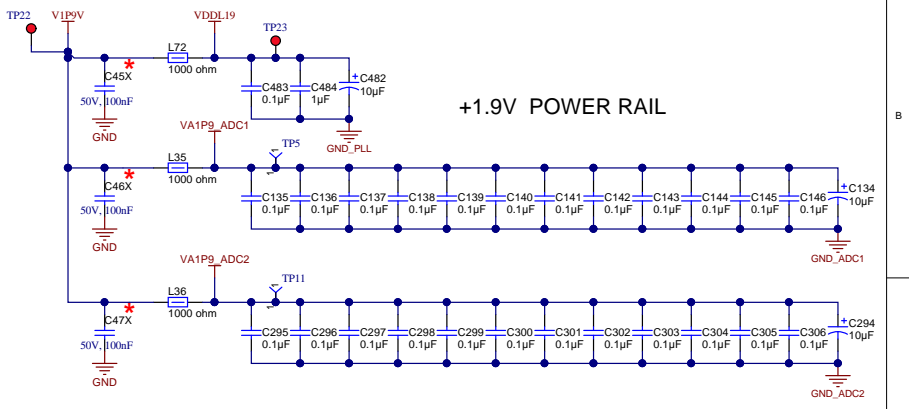 TP22 V1P9V VDDL19
TP23
L72
1000 ohm
*
C45X
50V, 100nF
GND
C483
0.1µF
C484
1µF
+
C482
10µF
GND_PLL
+1.9V POWER RAIL
B
VA1P9_ADC1
TP5
L35
1000 ohm
1 1
*
C46X
50V, 100nF
GND
C135 C136 C137 C138 C139 C140 C141 C142 C143 C144 C145 C146
0.1µF 0.1µF 0.1µF 0.1µF 0.1µF 0.1µF 0.1µF 0.1µF 0.1µF 0.1µF 0.1µF 0.1µF
+
C134
10µF
GND_ADC1
VA1P9_ADC2
TP11
L36
1000 ohm
1 1
*
C47X
50V, 100nF
GND
C295 C296 C297 C298 C299 C300 C301 C302 C303 C304 C305 C306
0.1µF 0.1µF 0.1µF 0.1µF 0.1µF 0.1µF 0.1µF 0.1µF 0.1µF 0.1µF 0.1µF 0.1µF
+
C294
10µF
GND_ADC2